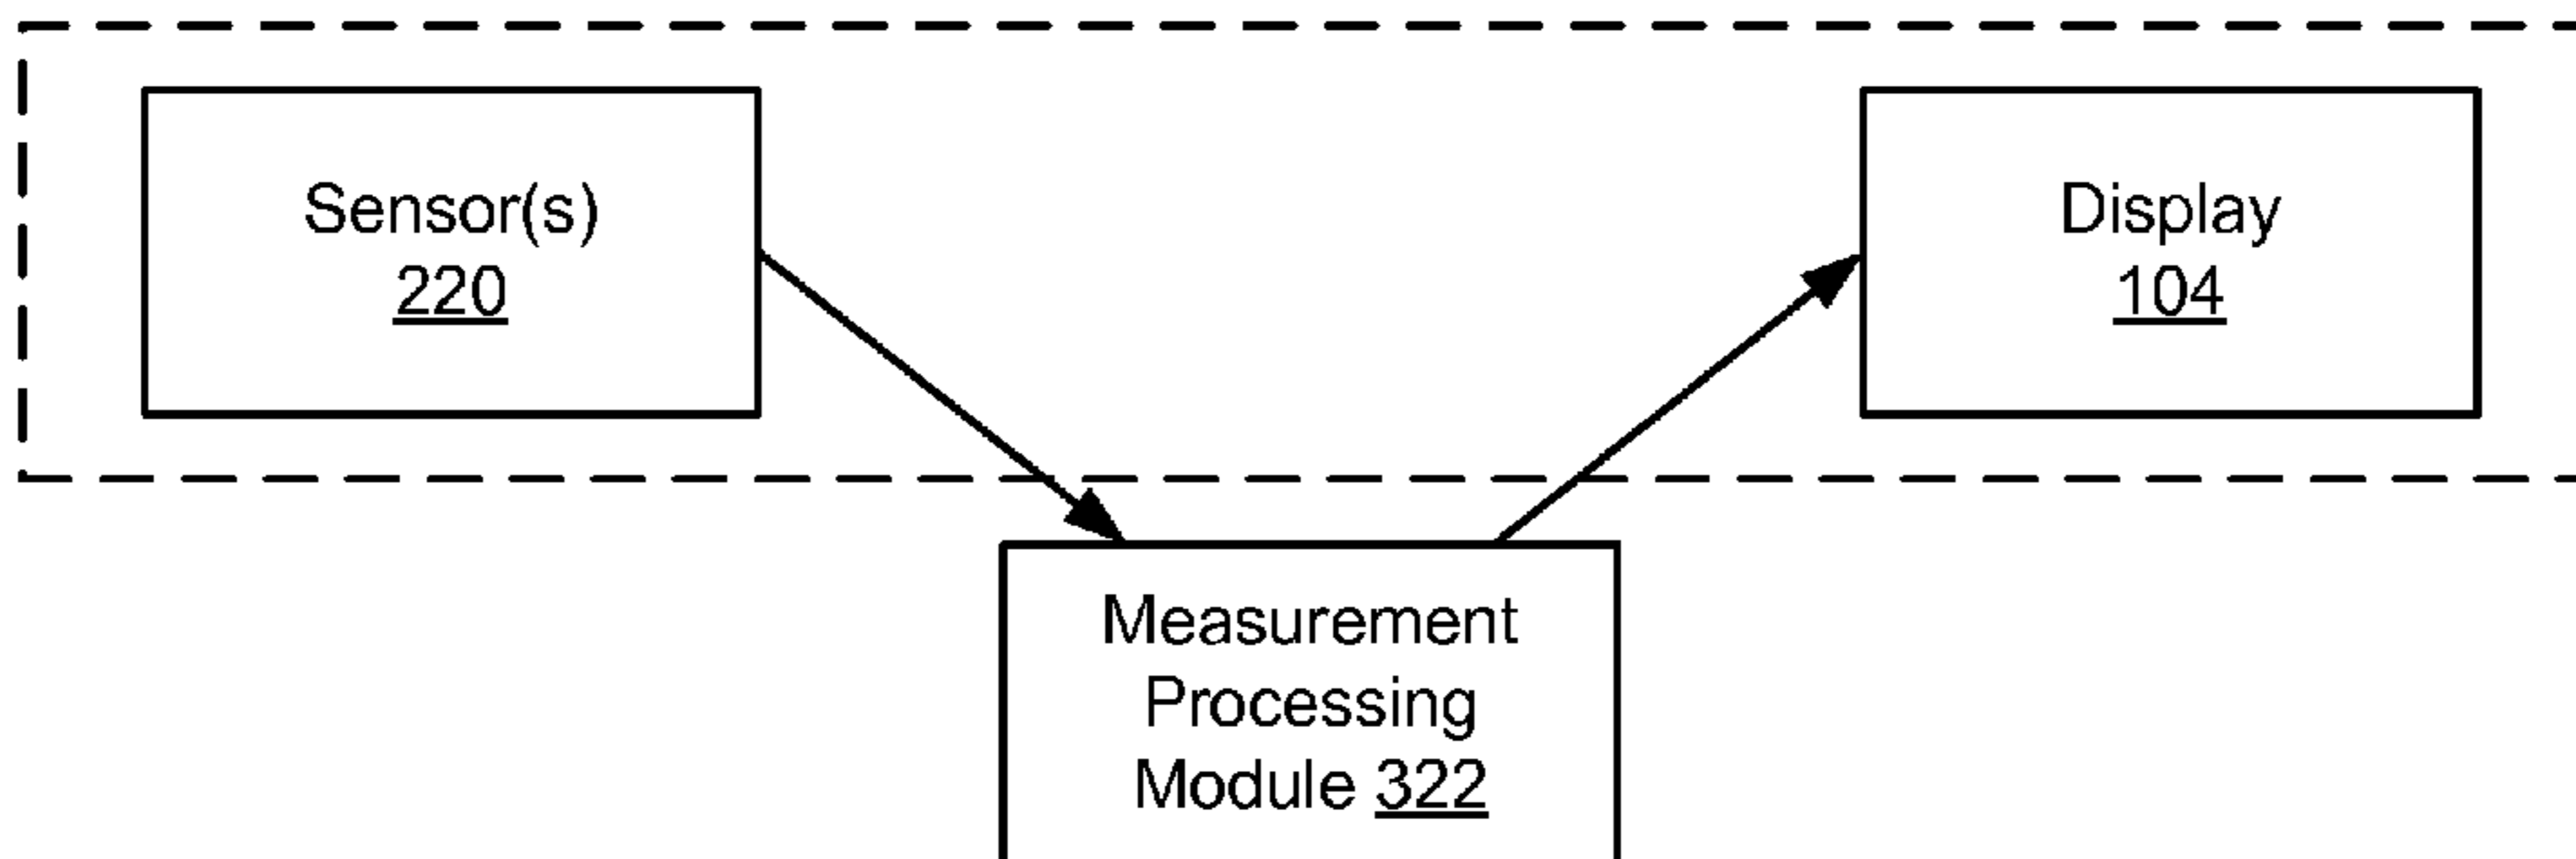 Sensor(s)
220
Display
104
Measurement
Processing
Module 322